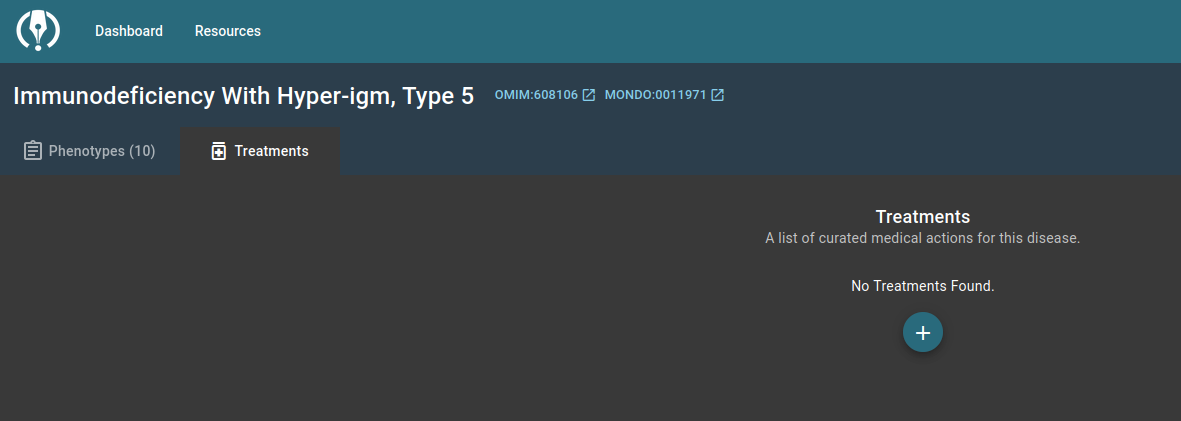 Dashboard Resources
Immunodeficiency With Hyper-igm, Type 5 OMIM:608106 MONDO:0011971
Phenotypes (10) Treatments
Treatments
A list of curated medical actions for this disease.
No Treatments Found.
+